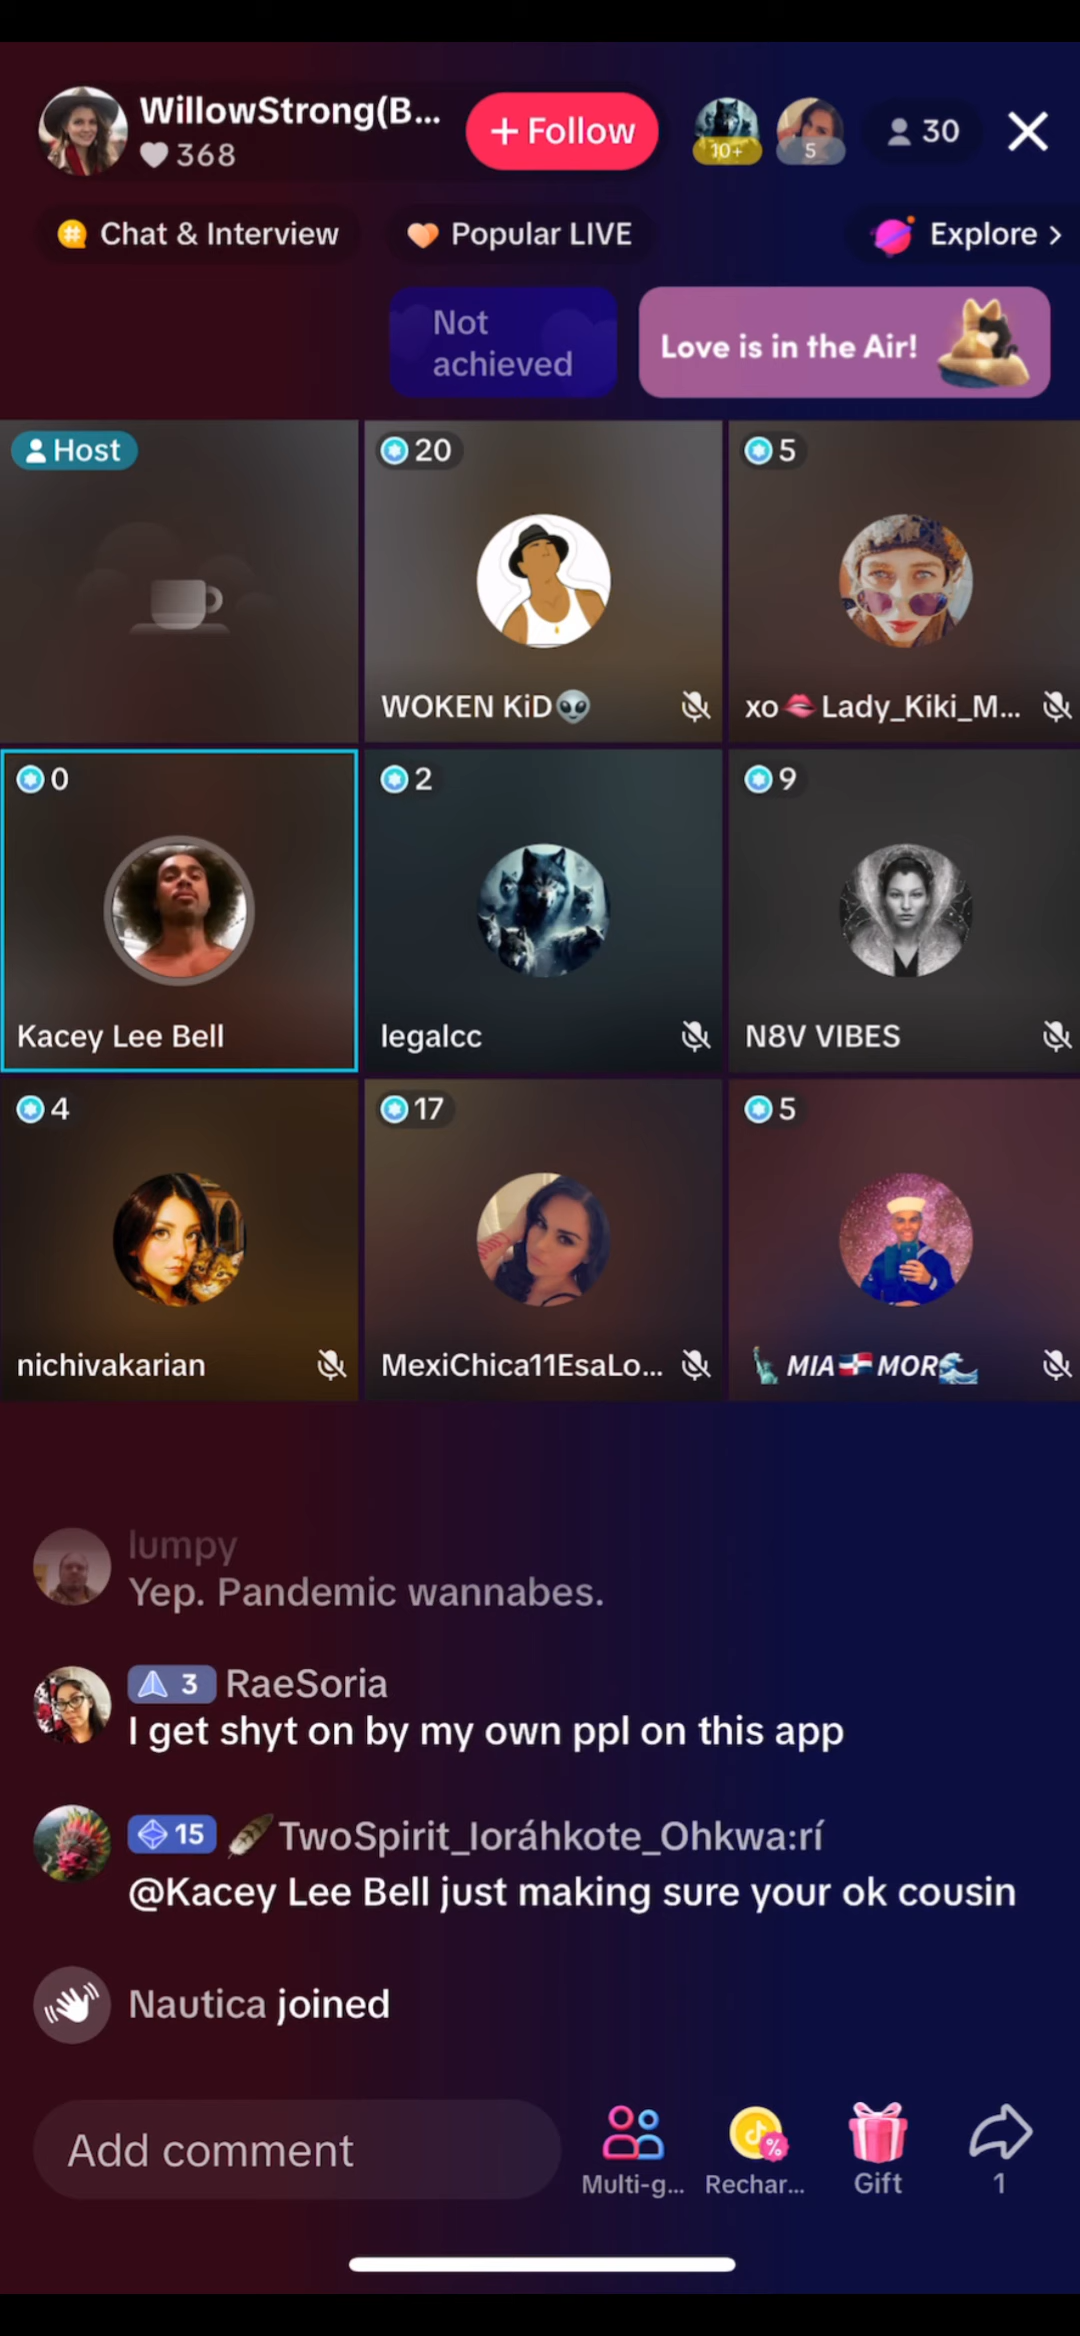 WillowStrong(B...
368
+ Follow
10+
5
30
Chat & Interview
Popular LIVE
Explore >
Not
achieved
Love is in the Air!
Host
20
5
WOKEN KiD👽
xo💋Lady_Kiki_M...
0
2
9
Kacey Lee Bell
legalcc
N8V VIBES
4
17
5
nichivakarian
MexiChica11EsaLo...
🗽 MIA🇩🇴MOR🌊
lumpy
Yep. Pandemic wannabes.
3 RaeSoria
I get shyt on by my own ppl on this app
15 🪶TwoSpirit_Ioráhkote_Ohkwa:rí
@Kacey Lee Bell just making sure your ok cousin
Nautica joined
Add comment
Multi-g...
Rechar...
Gift
1